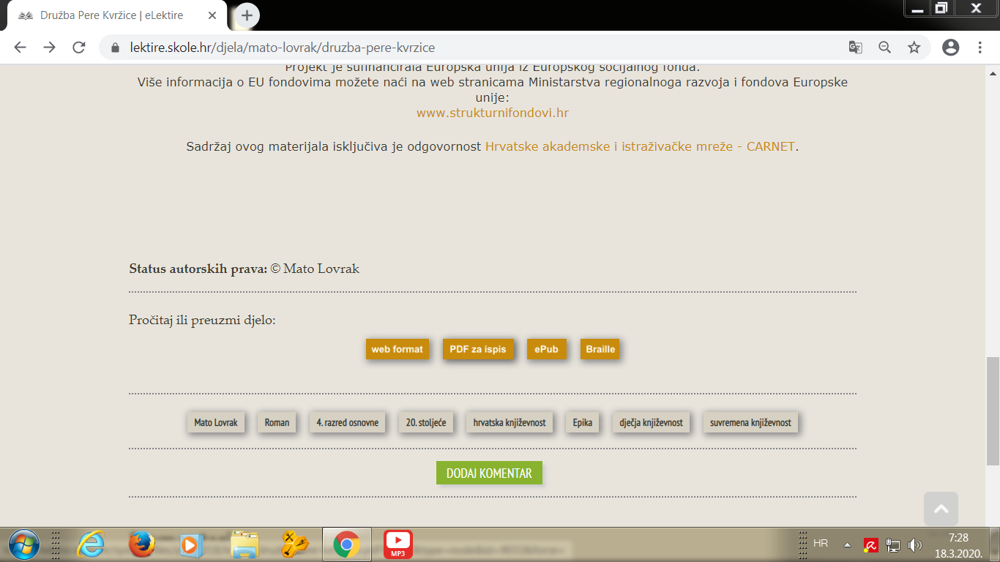 Družba Pere Kvržice | eLektire
lektire.skole.hr/djela/mato-lovrak/druzba-pere-kvrzice
Projekt je sufinancirala Europska unija iz Europskog socijalnog fonda.
Više informacija o EU fondovima možete naći na web stranicama Ministarstva regionalnoga razvoja i fondova Europske
unije:
www.strukturnifondovi.hr
Sadržaj ovog materijala isključiva je odgovornost Hrvatske akademske i istraživačke mreže - CARNET.
Status autorskih prava: © Mato Lovrak
Pročitaj ili preuzmi djelo:
web format PDF za ispis ePub Braille
Mato Lovrak Roman 4. razred osnovne 20. stoljeće hrvatska književnost Epika dječja književnost suvremena književnost
DODAJ KOMENTAR
MP3
HR
7:28
18.3.2020.